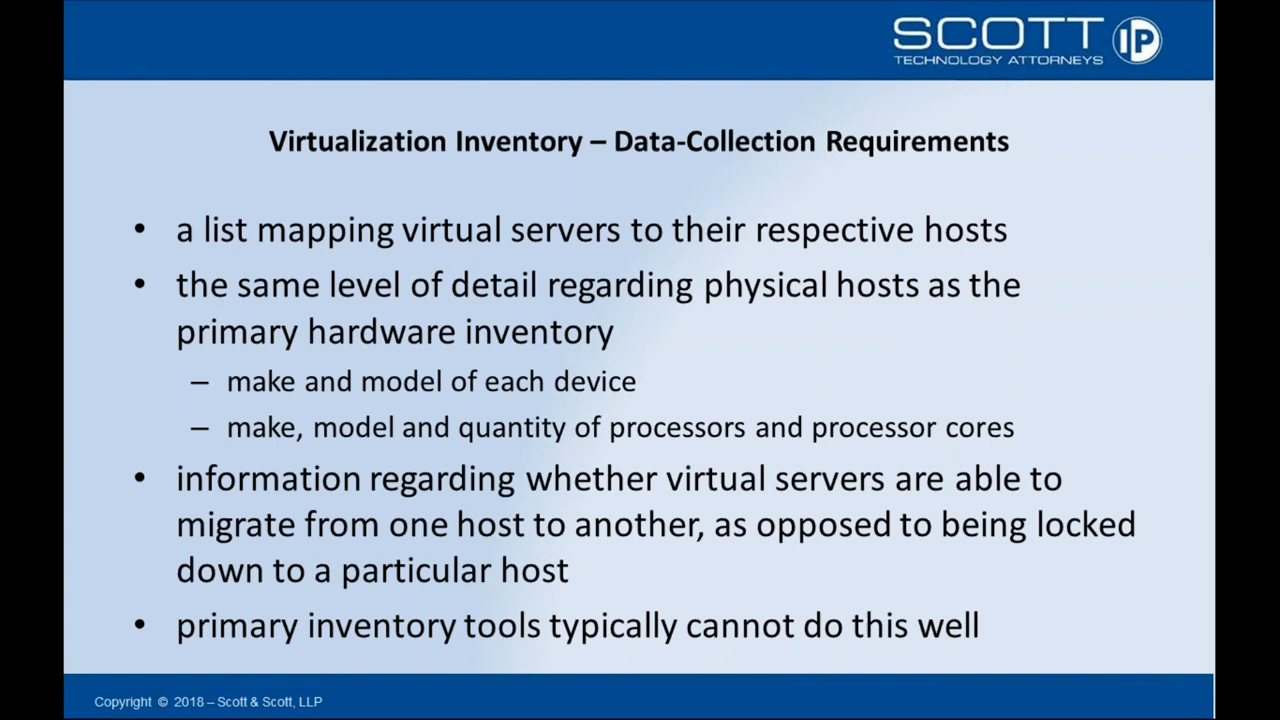 SCOTT IP
TECHNOLOGY ATTORNEYS
Virtualization Inventory – Data-Collection Requirements
• a list mapping virtual servers to their respective hosts
• the same level of detail regarding physical hosts as the
primary hardware inventory
– make and model of each device
– make, model and quantity of processors and processor cores
• information regarding whether virtual servers are able to
migrate from one host to another, as opposed to being locked
down to a particular host
• primary inventory tools typically cannot do this well
Copyright © 2018 – Scott & Scott, LLP